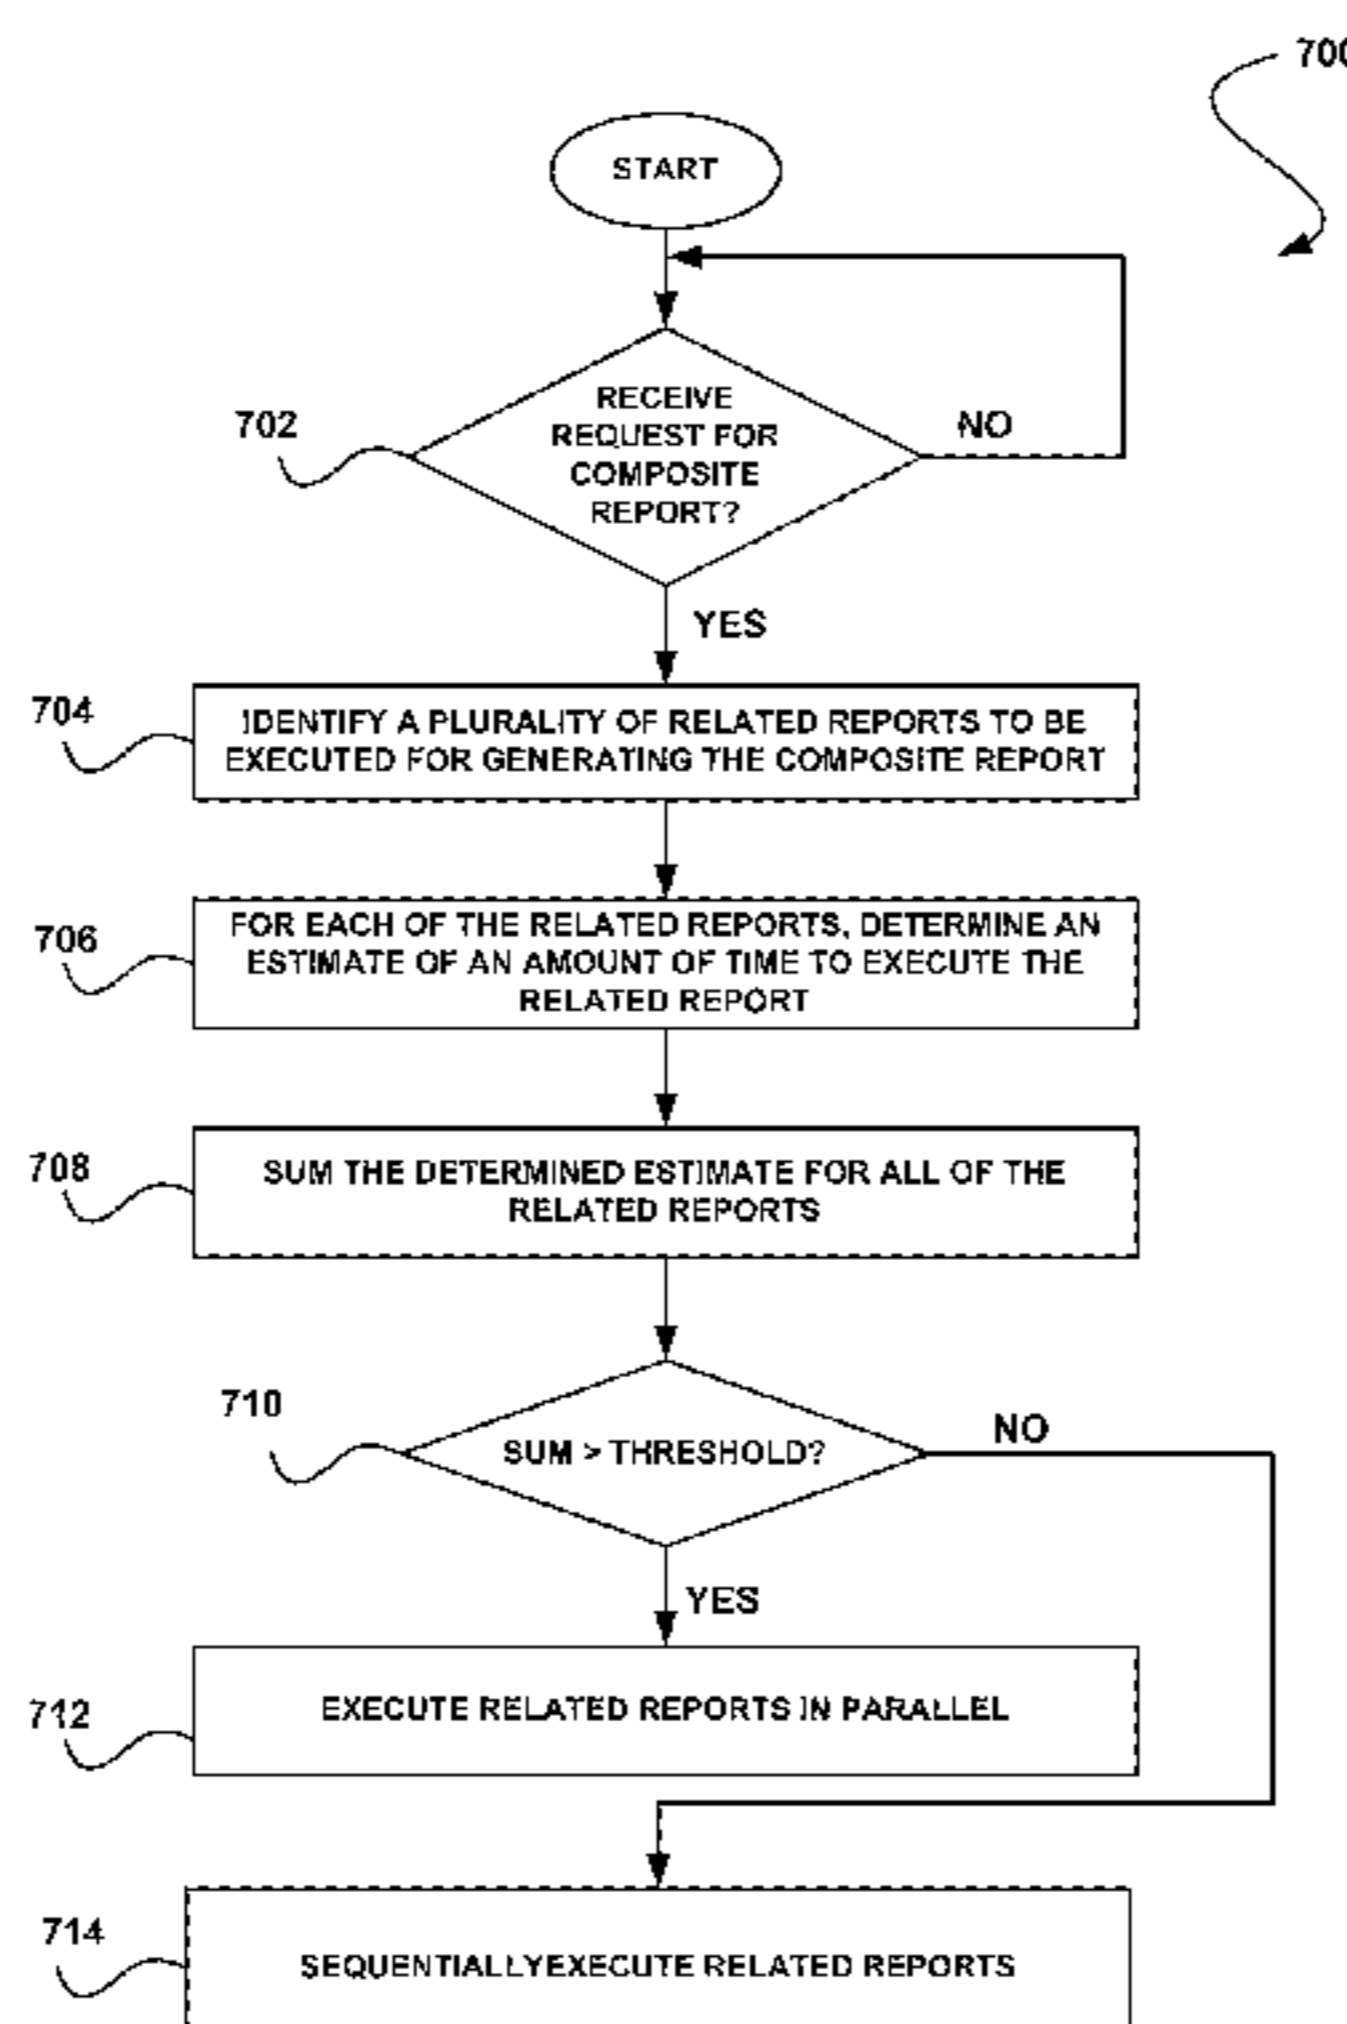 700
START
702
RECEIVE
REQUEST FOR
COMPOSITE
REPORT?
NO
YES
704
IDENTIFY A PLURALITY OF RELATED REPORTS TO BE
EXECUTED FOR GENERATING THE COMPOSITE REPORT
706
FOR EACH OF THE RELATED REPORTS, DETERMINE AN
ESTIMATE OF AN AMOUNT OF TIME TO EXECUTE THE
RELATED REPORT
708
SUM THE DETERMINED ESTIMATE FOR ALL OF THE
RELATED REPORTS
710
SUM > THRESHOLD?
NO
YES
712
EXECUTE RELATED REPORTS IN PARALLEL
714
SEQUENTIALLYEXECUTE RELATED REPORTS